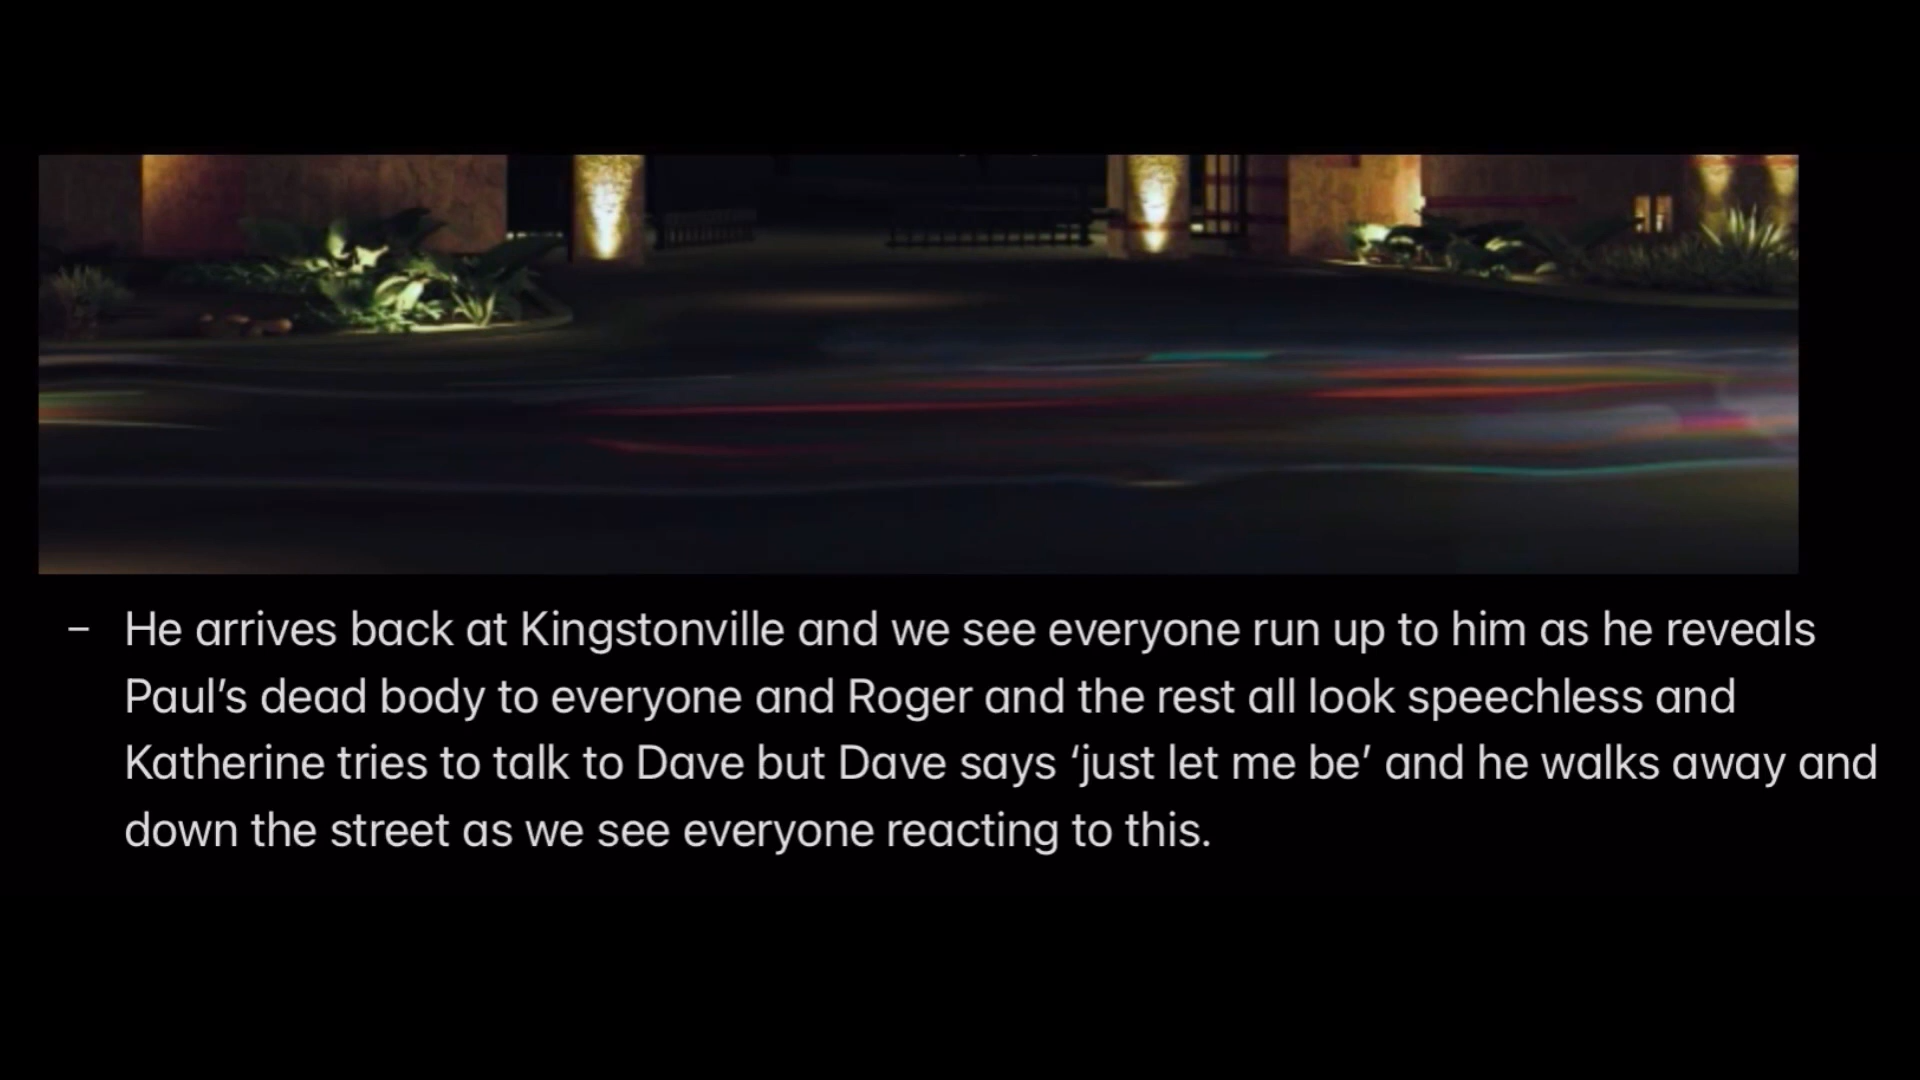 – He arrives back at Kingstonville and we see everyone run up to him as he reveals
Paul’s dead body to everyone and Roger and the rest all look speechless and
Katherine tries to talk to Dave but Dave says ‘just let me be’ and he walks away and
down the street as we see everyone reacting to this.